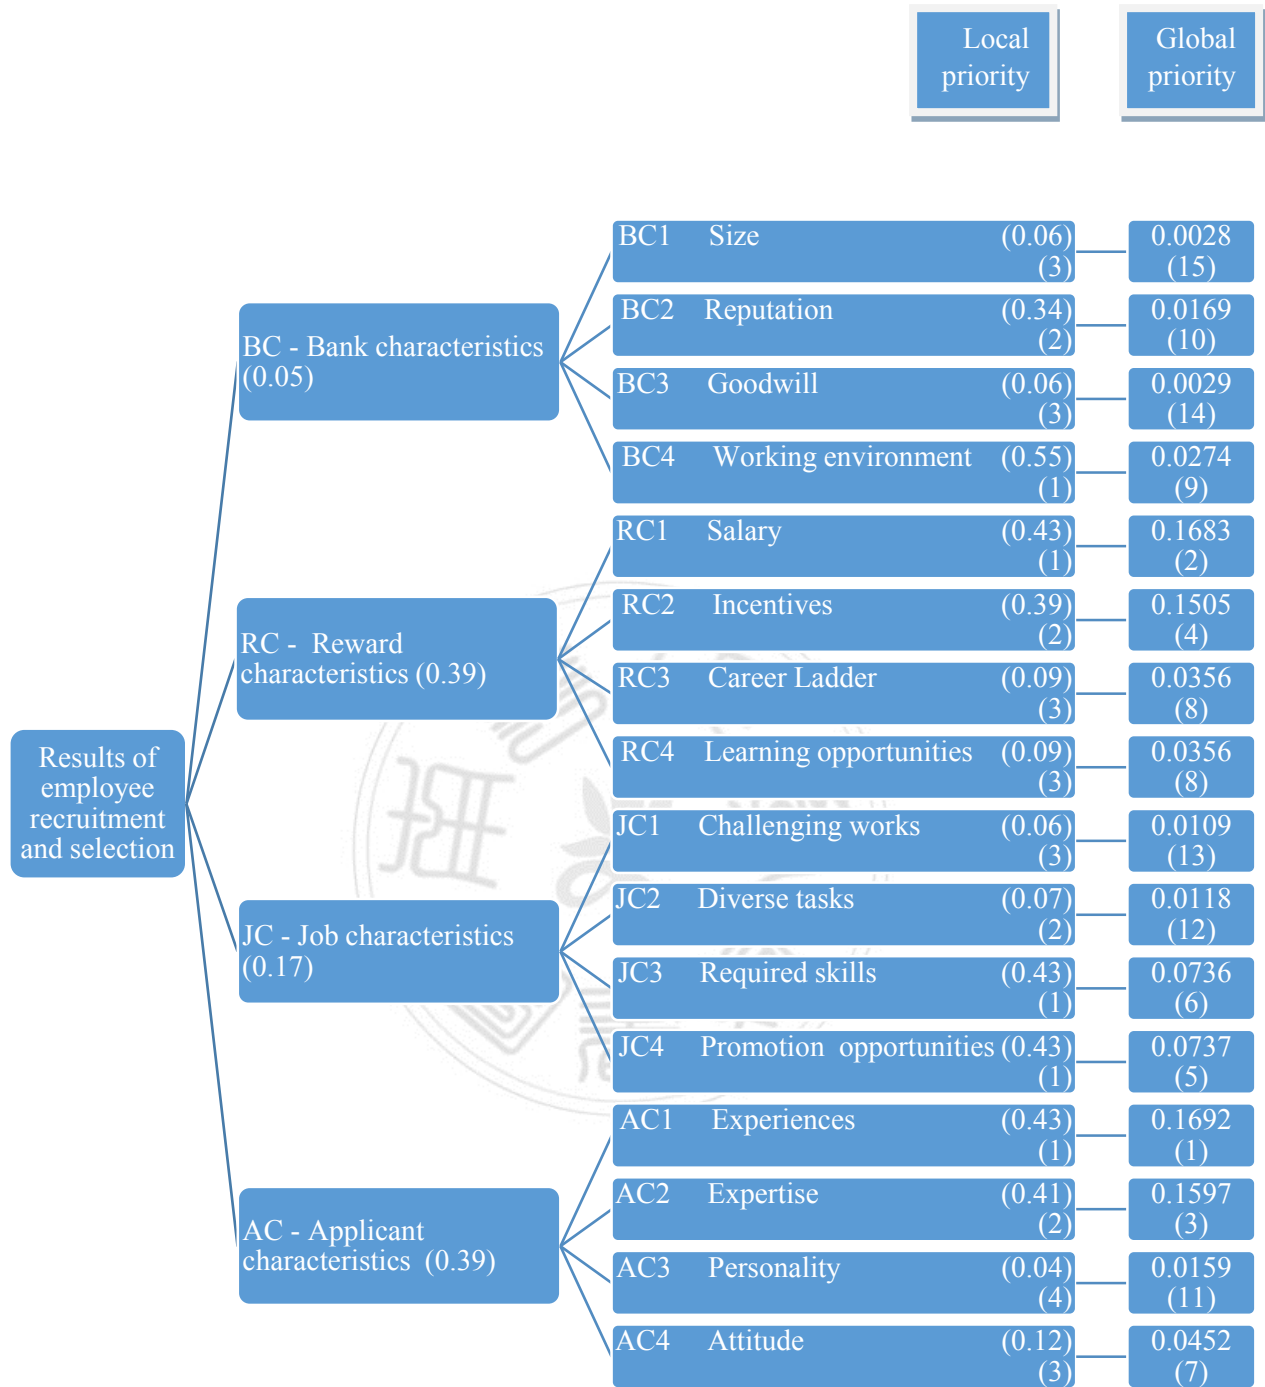 Local
priority
Global
priority
BC1 Size (0.06)
(3)
0.0028
(15)
BC2 Reputation (0.34)
(2)
0.0169
(10)
BC - Bank characteristics
(0.05)
BC3 Goodwill (0.06)
(3)
0.0029
(14)
BC4 Working environment (0.55)
(1)
0.0274
(9)
RC1 Salary (0.43)
(1)
0.1683
(2)
RC2 Incentives (0.39)
(2)
0.1505
(4)
RC - Reward
characteristics (0.39)
RC3 Career Ladder (0.09)
(3)
0.0356
(8)
RC4 Learning opportunities (0.09)
(3)
0.0356
(8)
Results of
employee
recruitment
and selection
JC1 Challenging works (0.06)
(3)
0.0109
(13)
JC2 Diverse tasks (0.07)
(2)
0.0118
(12)
JC - Job characteristics
(0.17)
JC3 Required skills (0.43)
(1)
0.0736
(6)
JC4 Promotion opportunities (0.43)
(1)
0.0737
(5)
AC1 Experiences (0.43)
(1)
0.1692
(1)
AC2 Expertise (0.41)
(2)
0.1597
(3)
AC - Applicant
characteristics (0.39)
AC3 Personality (0.04)
(4)
0.0159
(11)
AC4 Attitude (0.12)
(3)
0.0452
(7)